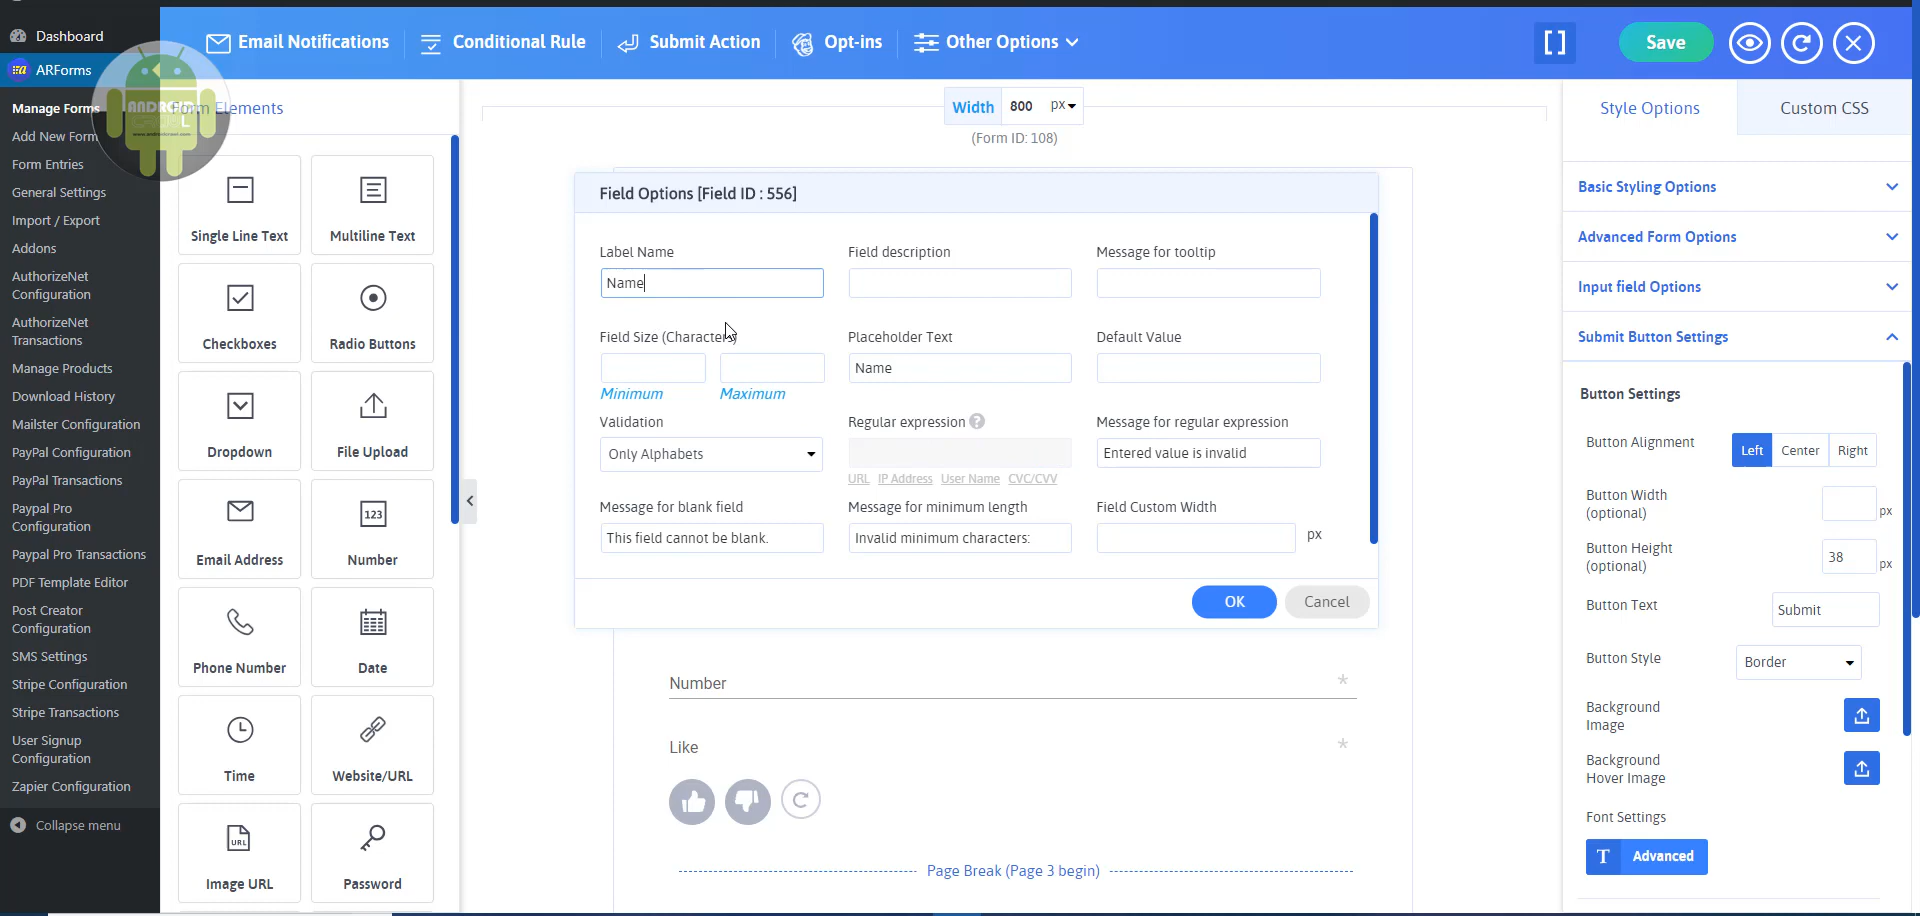 Dashboard
ARForms
Manage Forms
Add New Form
Form Entries
General Settings
Import / Export
Addons
AuthorizeNet
Configuration
AuthorizeNet
Transactions
Manage Products
Download History
Mailster Configuration
PayPal Configuration
PayPal Transactions
Paypal Pro
Configuration
Paypal Pro Transactions
PDF Template Editor
Post Creator
Configuration
SMS Settings
Stripe Configuration
Stripe Transactions
User Signup
Configuration
Zapier Configuration
Collapse menu
Email Notifications
Conditional Rule
Submit Action
Opt-ins
Other Options
[ ]
Save
Form Elements
Single Line Text
Multiline Text
Checkboxes
Radio Buttons
Dropdown
File Upload
Email Address
123
Number
Phone Number
Date
Time
Website/URL
URL
Image URL
Password
Width 800 px
(Form ID: 108)
Field Options [Field ID : 556]
Label Name
Field description
Message for tooltip
Name
Field Size (Character)
Placeholder Text
Default Value
Name
Minimum
Maximum
Validation
Regular expression ?
Message for regular expression
Only Alphabets
Entered value is invalid
URL IP Address User Name CVC/CVV
Message for blank field
Message for minimum length
Field Custom Width
This field cannot be blank.
Invalid minimum characters:
px
OK
Cancel
Number *
Like *
Page Break (Page 3 begin)
Style Options
Custom CSS
Basic Styling Options
Advanced Form Options
Input field Options
Submit Button Settings
Button Settings
Button Alignment
Left
Center
Right
Button Width
(optional)
px
Button Height
(optional)
38
px
Button Text
Submit
Button Style
Border
Background
Image
Background
Hover Image
Font Settings
T Advanced